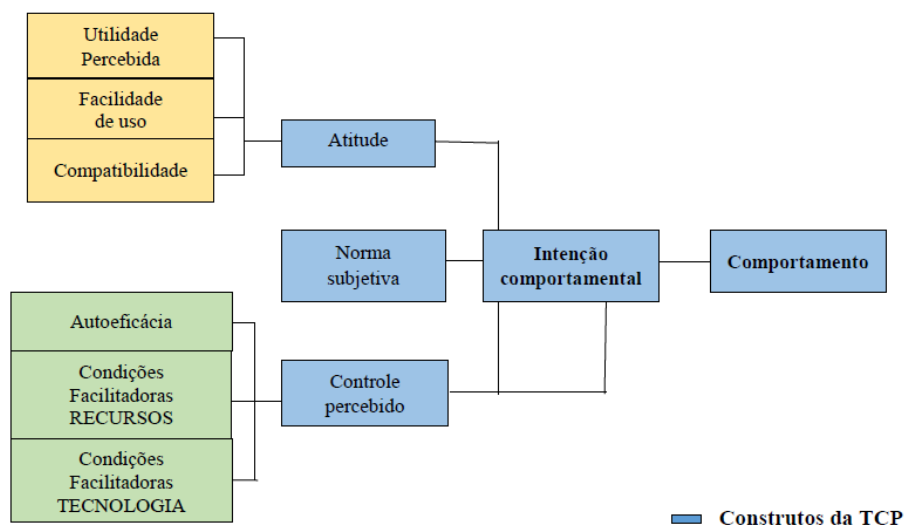 Utilidade
Percebida
Facilidade
de uso
Compatibilidade
Atitude
Norma
subjetiva
Intenção
comportamental
Comportamento
Autoeficácia
Condições
Facilitadoras
RECURSOS
Controle
percebido
Condições
Facilitadoras
TECNOLOGIA
Construtos da TCP